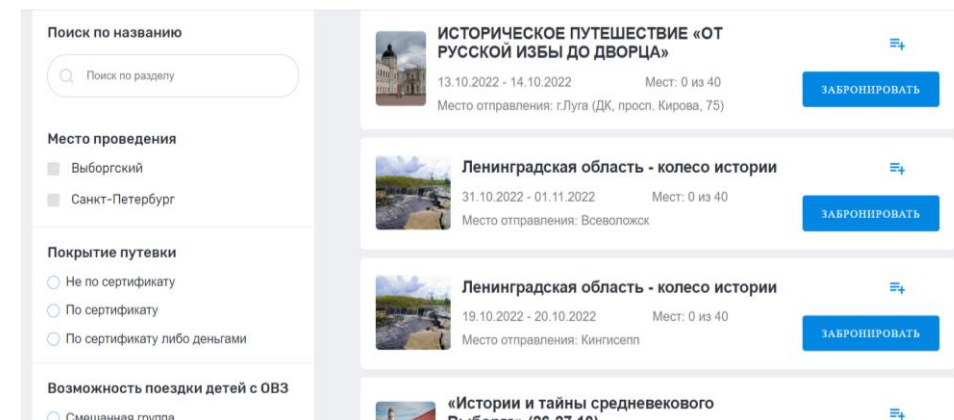 Поиск по названию
Поиск по разделу
Место проведения
Выборгский
Санкт-Петербург
Покрытие путевки
Не по сертификату
По сертификату
По сертификату либо деньгами
Возможность поездки детей с ОВЗ
Смешанная группа
ИСТОРИЧЕСКОЕ ПУТЕШЕСТВИЕ «ОТ
РУССКОЙ ИЗБЫ ДО ДВОРЦА»
13.10.2022 - 14.10.2022 Мест: 0 из 40
Место отправления: г.Луга (ДК, просп. Кирова, 75)
ЗАБРОНИРОВАТЬ
Ленинградская область - колесо истории
31.10.2022 - 01.11.2022 Мест: 0 из 40
Место отправления: Всеволожск
ЗАБРОНИРОВАТЬ
Ленинградская область - колесо истории
19.10.2022 - 20.10.2022 Мест: 0 из 40
Место отправления: Кингисепп
ЗАБРОНИРОВАТЬ
«Истории и тайны средневекового
Выборга» (26-27.10)